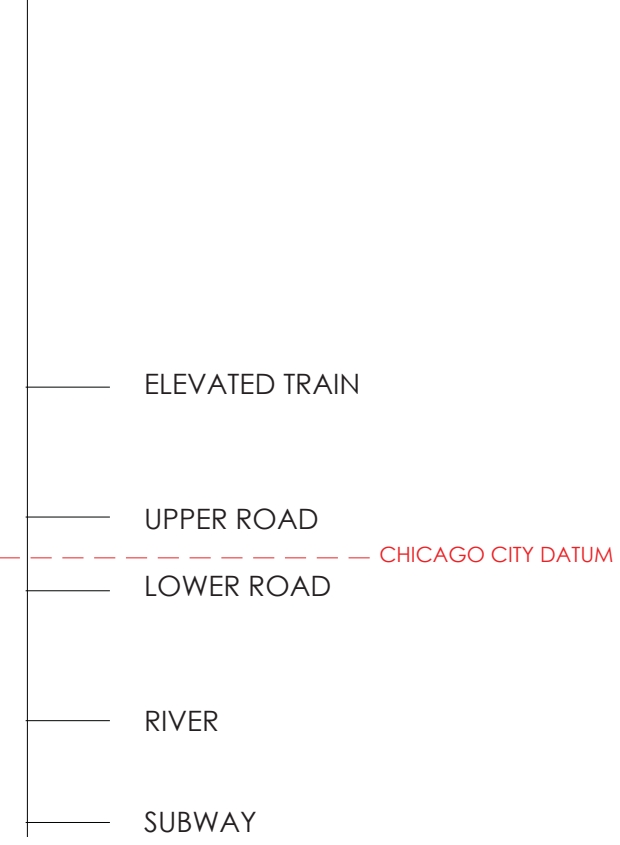 ELEVATED TRAIN
UPPER ROAD
CHICAGO CITY DATUM
LOWER ROAD
RIVER
SUBWAY